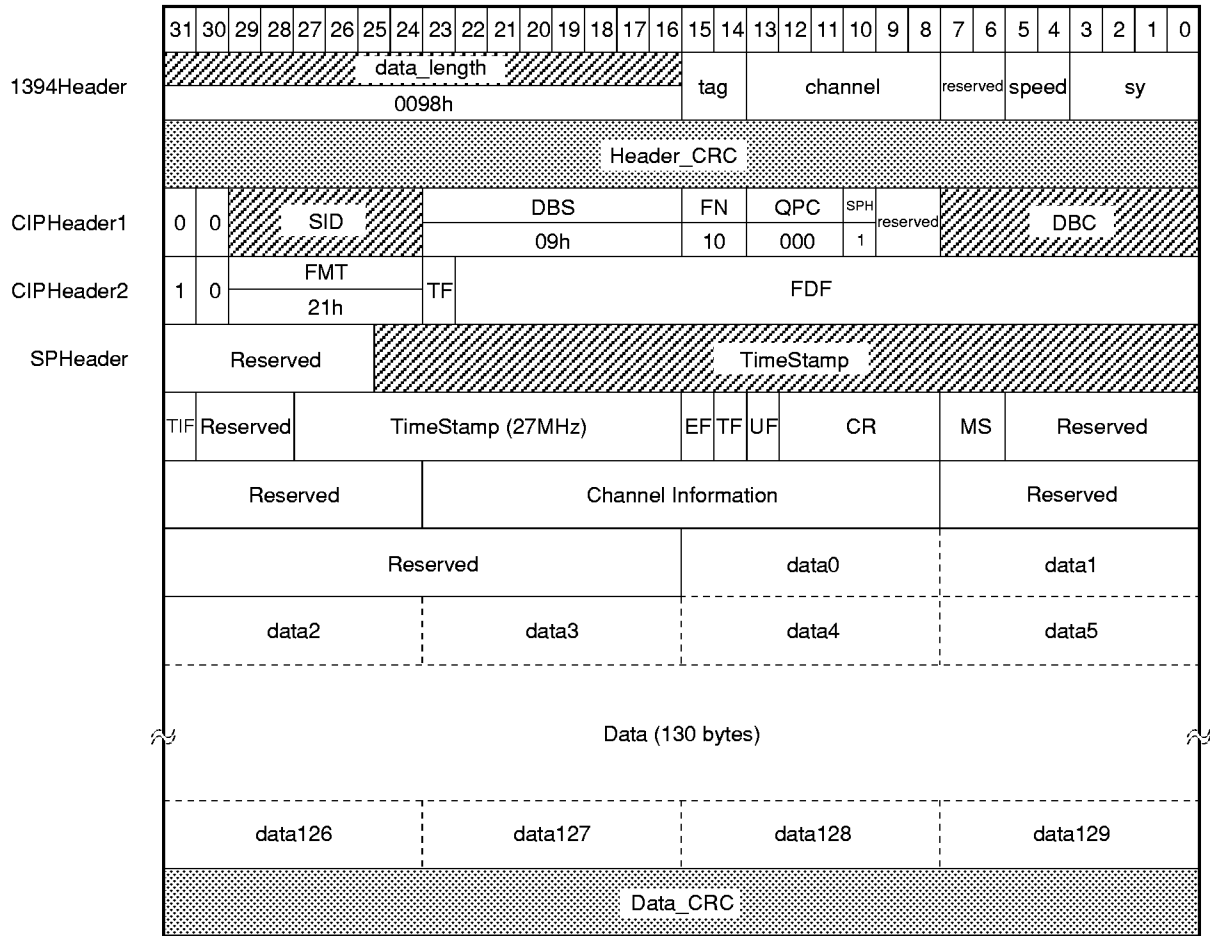 31 30 29 28 27 26 25 24 23 22 21 20 19 18 17 16 15 14 13 12 11 10 9 8 7 6 5 4 3 2 1 0
1394Header data_length tag channel reserved speed sy
0098h
Header_CRC
CIPHeader1 0 0 SID DBS FN QPC SPH reserved DBC
09h 10 000 1
CIPHeader2 1 0 FMT TF FDF
21h
SPHeader Reserved TimeStamp
TIF Reserved TimeStamp (27MHz) EF TF UF CR MS Reserved
Reserved Channel Information Reserved
Reserved data0 data1
data2 data3 data4 data5
Data (130 bytes)
data126 data127 data128 data129
Data_CRC